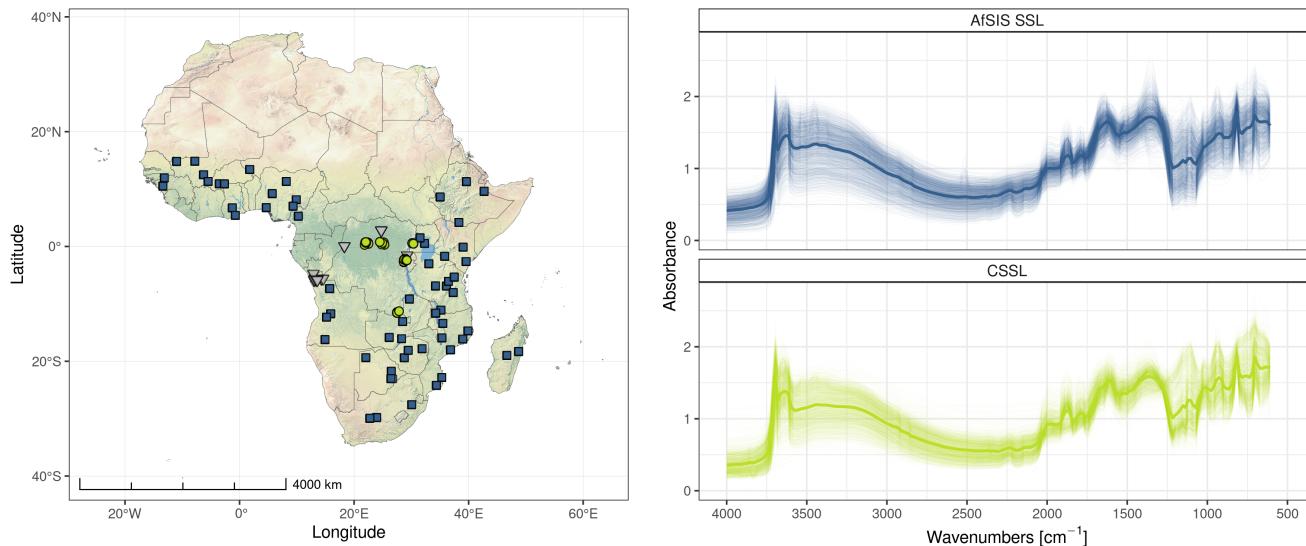 40°N
20°N
0°
20°S
40°S
Latitude
4000 km
20°W
0°
20°E
40°E
60°E
Longitude
AfSIS SSL
2
1
0
CSSL
2
1
0
Absorbance
4000
3500
3000
2500
2000
1500
1000
500
Wavenumbers [cm⁻¹]